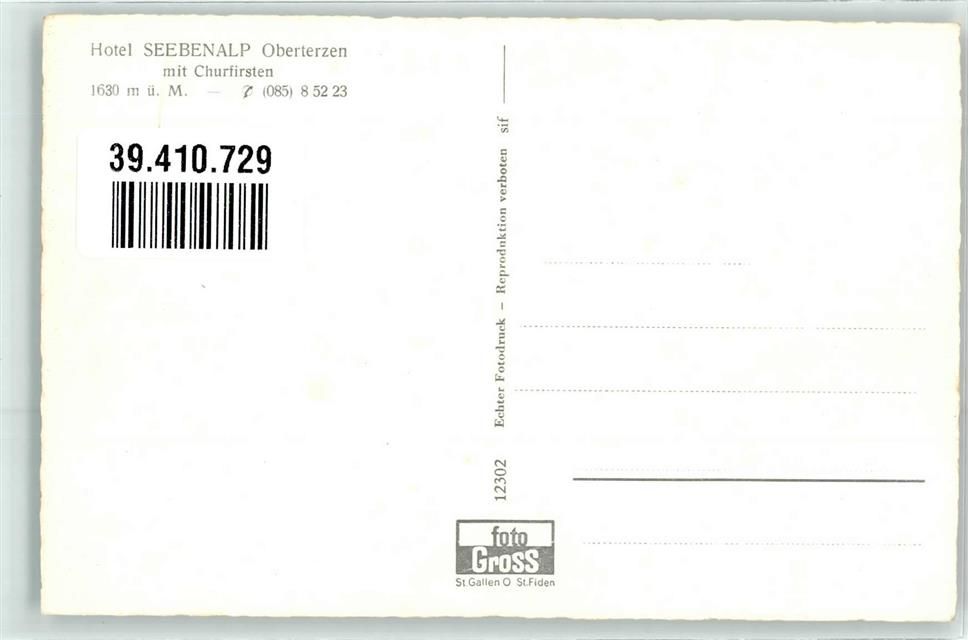 Hotel SEEBENALP Oberterzen
mit Churfirsten
1630 m ü. M. — ✆ (085) 8 52 23
39.410.729
12302 Echter Fotodruck – Reproduktion verboten sif
foto
Gross
St.Gallen O St.Fiden